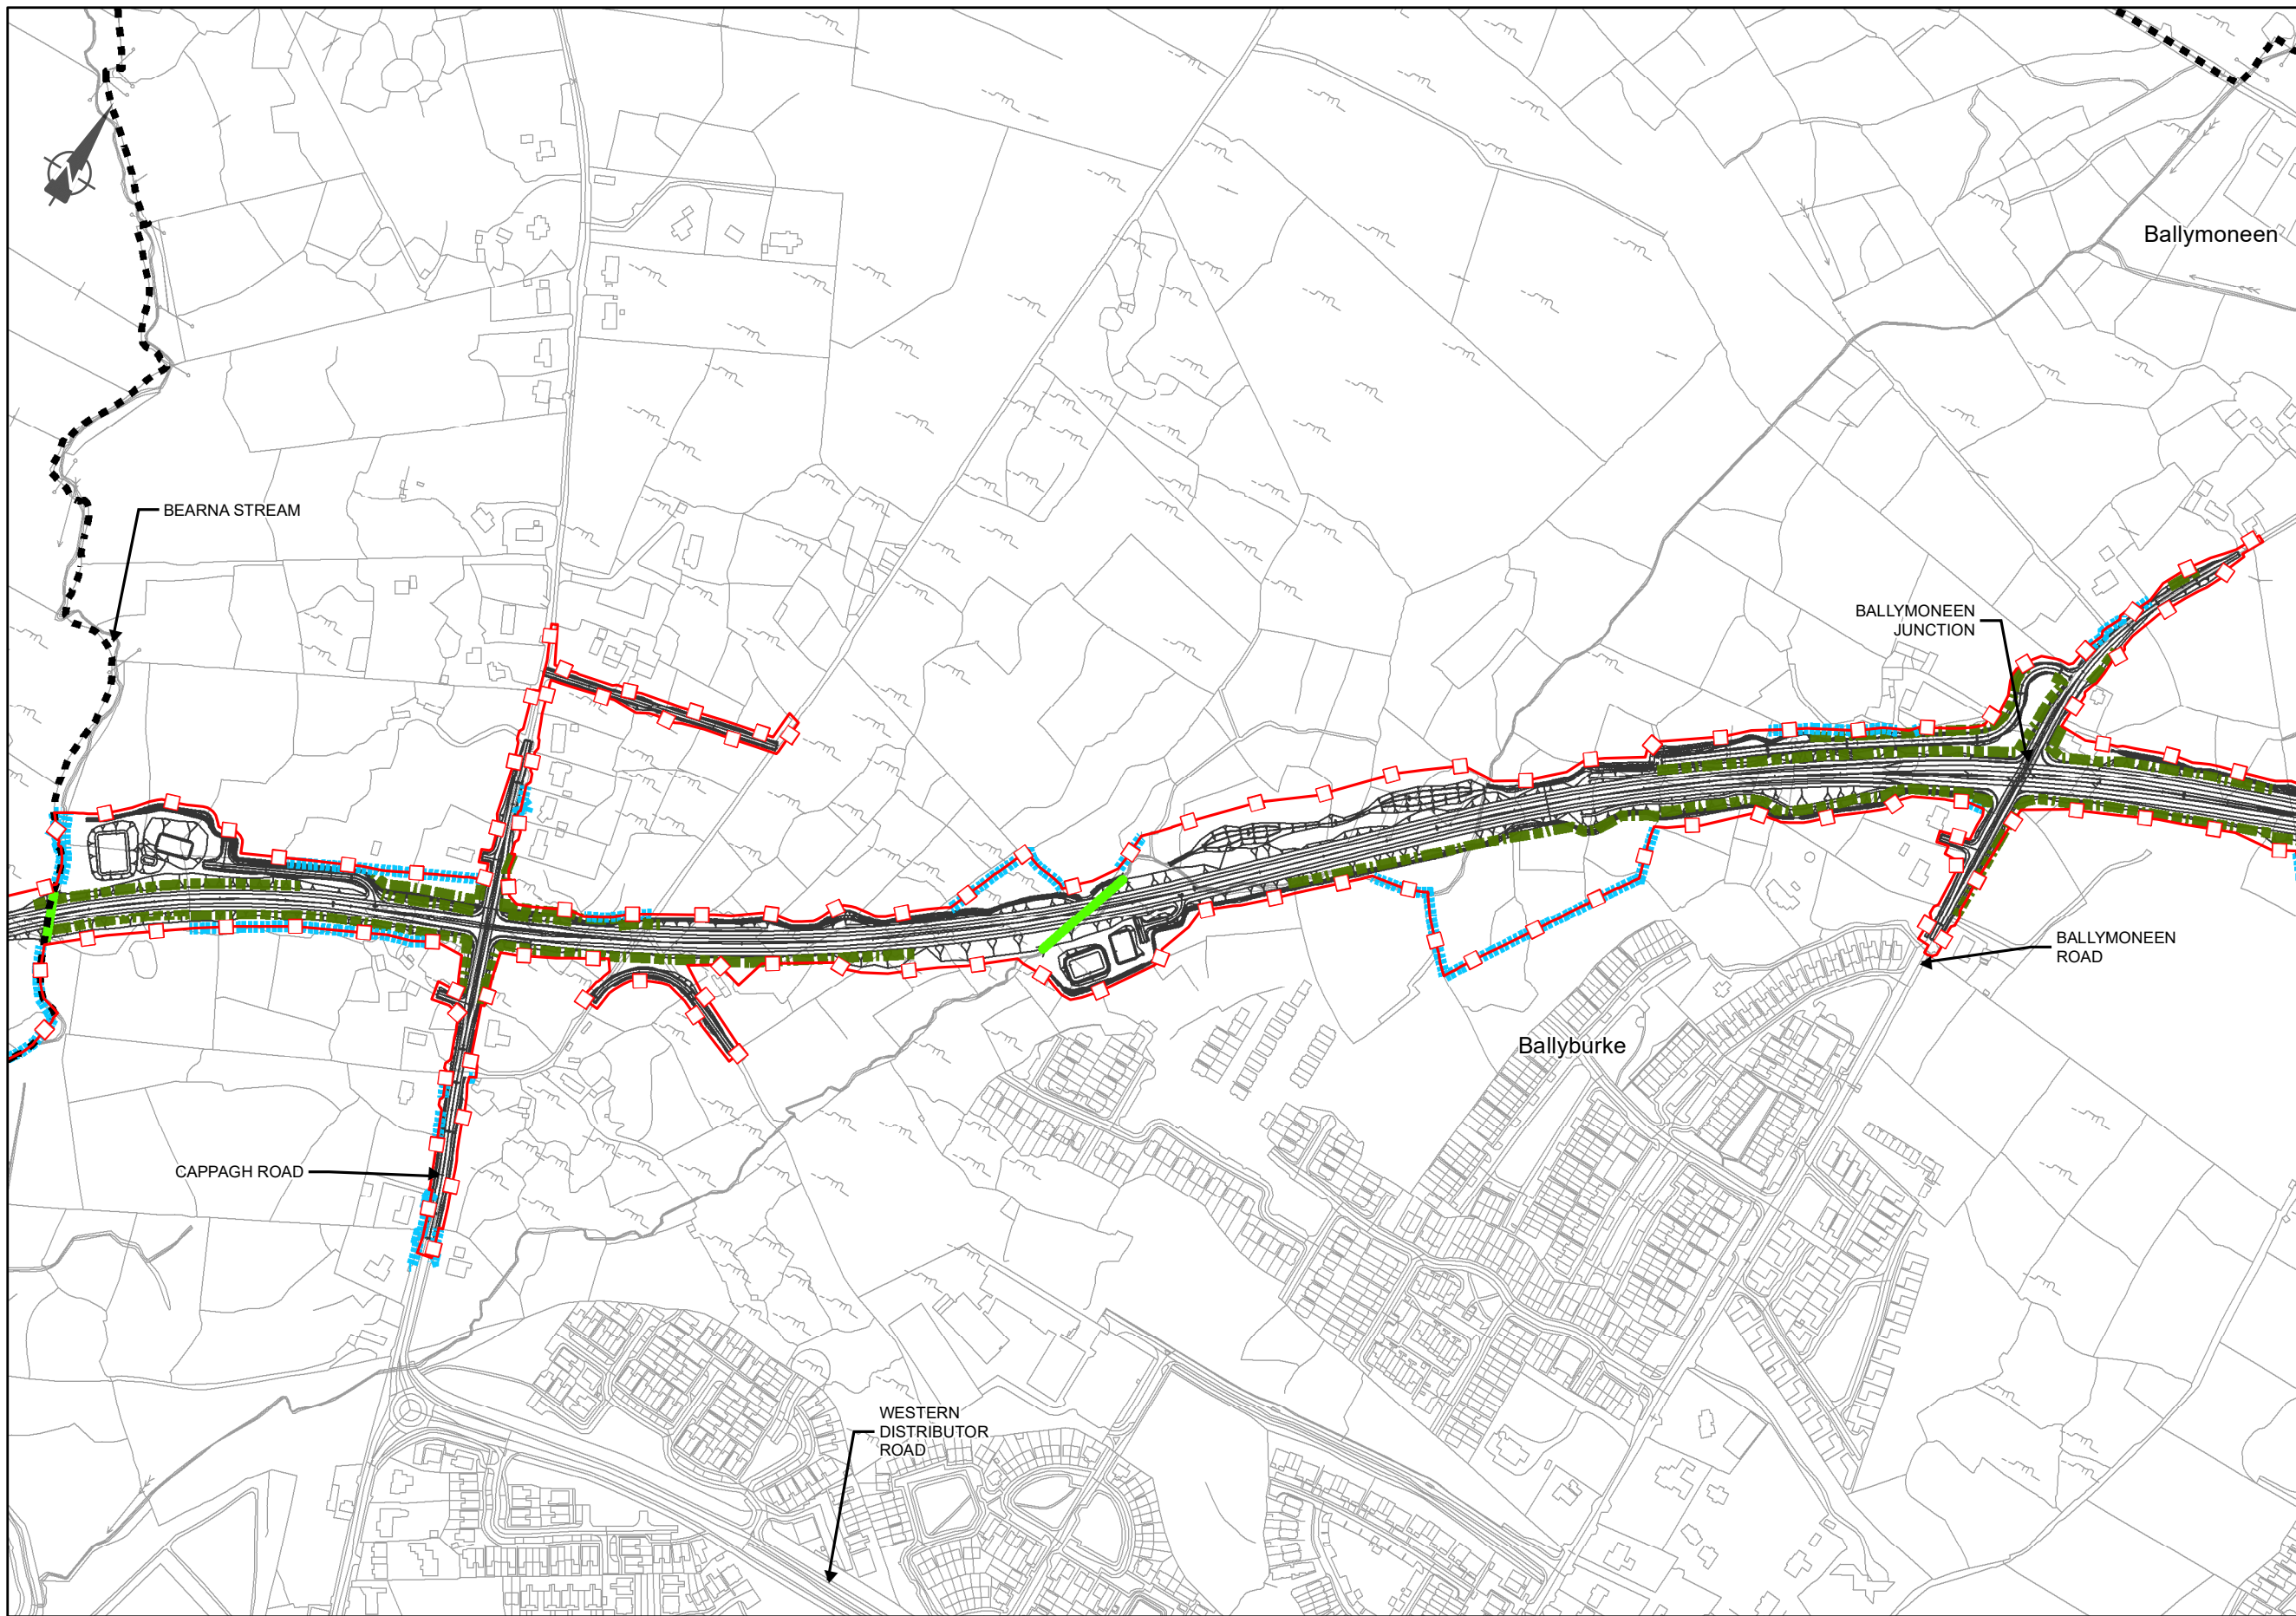 Ballymoneen
BEARNA STREAM
BALLYMONEEN
JUNCTION
BALLYMONEEN
ROAD
Ballyburke
CAPPAGH ROAD
WESTERN
DISTRIBUTOR
ROAD